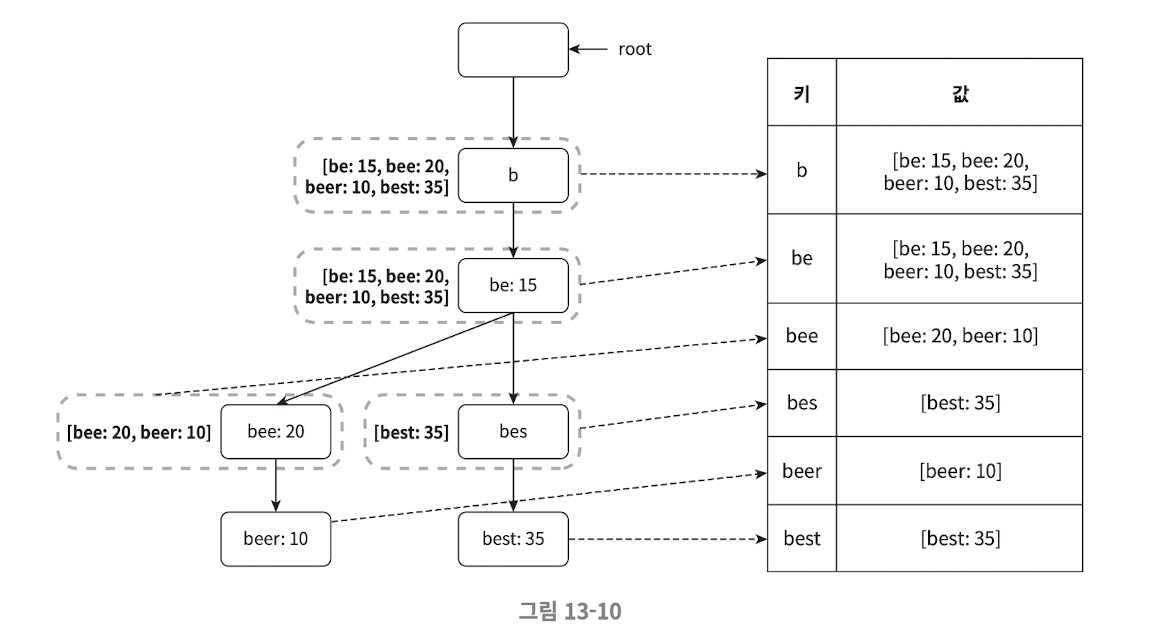 root
[be: 15, bee: 20,
beer: 10, best: 35]
b
[be: 15, bee: 20,
beer: 10, best: 35]
be: 15
[bee: 20, beer: 10]
bee: 20
[best: 35]
bes
beer: 10
best: 35
키
값
b
[be: 15, bee: 20,
beer: 10, best: 35]
be
[be: 15, bee: 20,
beer: 10, best: 35]
bee
[bee: 20, beer: 10]
bes
[best: 35]
beer
[beer: 10]
best
[best: 35]
그림 13-10